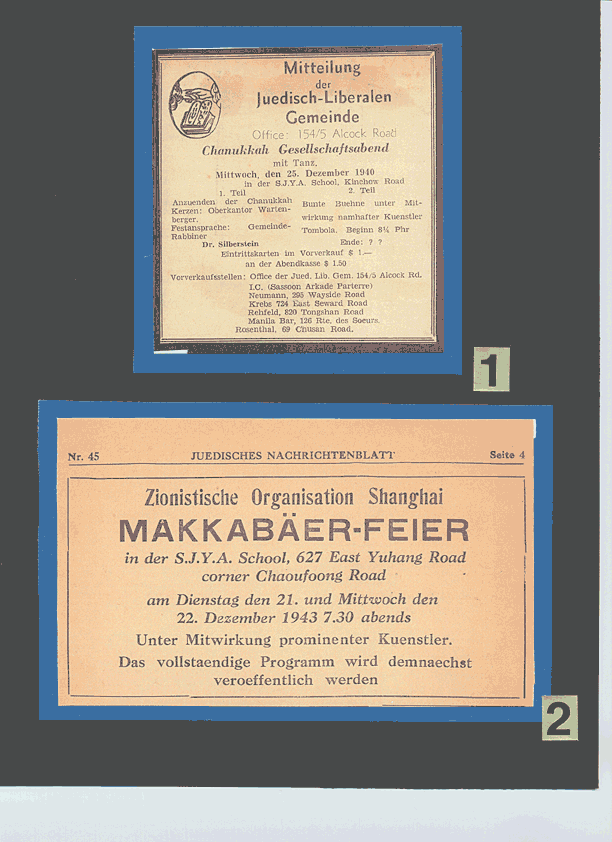 Mitteilung
der
Juedisch-Liberalen
Gemeinde
Office: 154/5 Alcock Road
Chanukkah Gesellschaftsabend
mit Tanz.
Mittwoch, den 25. Dezember 1940
in der S.J.Y.A. School, Kinchow Road
1. Teil
Anzuenden der Chanukkah
Kerzen: Oberkantor Warten-
berger.
Festansprache: Gemeinde-
Rabbiner
Dr. Silberstein
2. Teil
Bunte Buehne unter Mit-
wirkung namhafter Kuenstler
Tombola. Beginn 8¼ Phr
Ende: ? ?
Eintrittskarten im Vorverkauf $ 1.—
an der Abendkasse $ 1.50
Vorverkaufsstellen: Office der Jued. Lib. Gem. 154/5 Alcock Rd.
I.C. (Sassoon Arkade Parterre)
Neumann, 295 Wayside Road
Krebs 724 East Seward Road
Rehfeld, 820 Tongshan Road
Manila Bar, 126 Rte. des Soeurs.
Rosenthal, 69 Chusan Road.
1
Nr. 45 JUEDISCHES NACHRICHTENBLATT Seite 4
Zionistische Organisation Shanghai
MAKKABÄER-FEIER
in der S.J.Y.A. School, 627 East Yuhang Road
corner Chaoufoong Road
am Dienstag den 21. und Mittwoch den
22. Dezember 1943 7.30 abends
Unter Mitwirkung prominenter Kuenstler.
Das vollstaendige Programm wird demnaechst
veroeffentlich werden
2